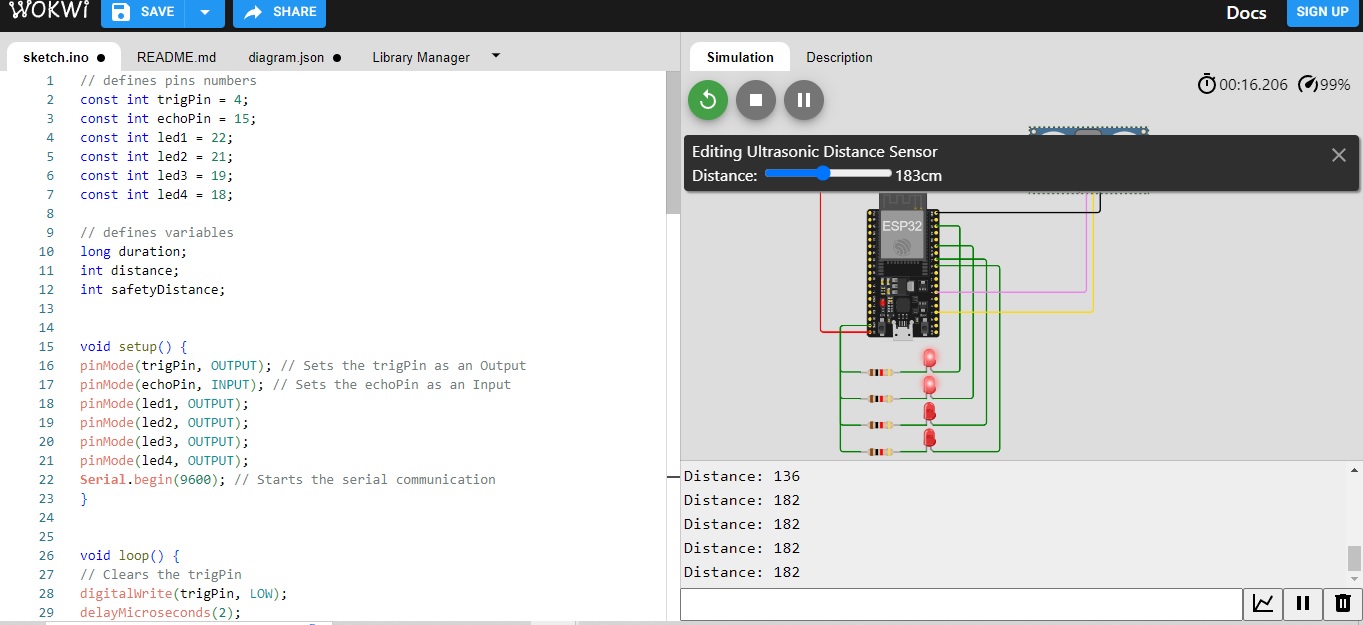 WOKWI
SAVE
SHARE
Docs
SIGN UP
sketch.ino
README.md
diagram.json
Library Manager
1 // defines pins numbers
2 const int trigPin = 4;
3 const int echoPin = 15;
4 const int led1 = 22;
5 const int led2 = 21;
6 const int led3 = 19;
7 const int led4 = 18;
8
9 // defines variables
10 long duration;
11 int distance;
12 int safetyDistance;
13
14
15 void setup() {
16 pinMode(trigPin, OUTPUT); // Sets the trigPin as an Output
17 pinMode(echoPin, INPUT); // Sets the echoPin as an Input
18 pinMode(led1, OUTPUT);
19 pinMode(led2, OUTPUT);
20 pinMode(led3, OUTPUT);
21 pinMode(led4, OUTPUT);
22 Serial.begin(9600); // Starts the serial communication
23 }
24
25
26 void loop() {
27 // Clears the trigPin
28 digitalWrite(trigPin, LOW);
29 delayMicroseconds(2);
Simulation
Description
00:16.206
99%
Editing Ultrasonic Distance Sensor
Distance: 183cm
ESP32
Distance: 136
Distance: 182
Distance: 182
Distance: 182
Distance: 182